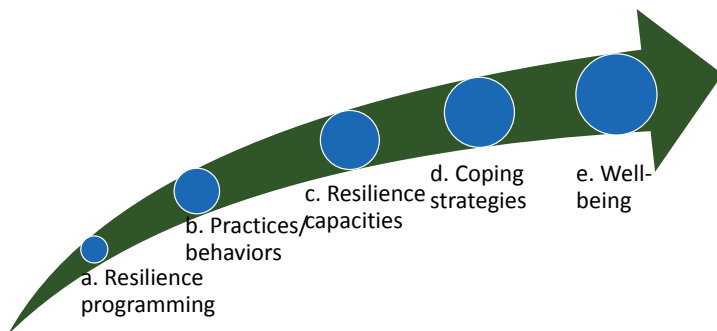 a. Resilience
programming
b. Practices/
behaviors
c. Resilience
capacities
d. Coping
strategies
e. Well-
being